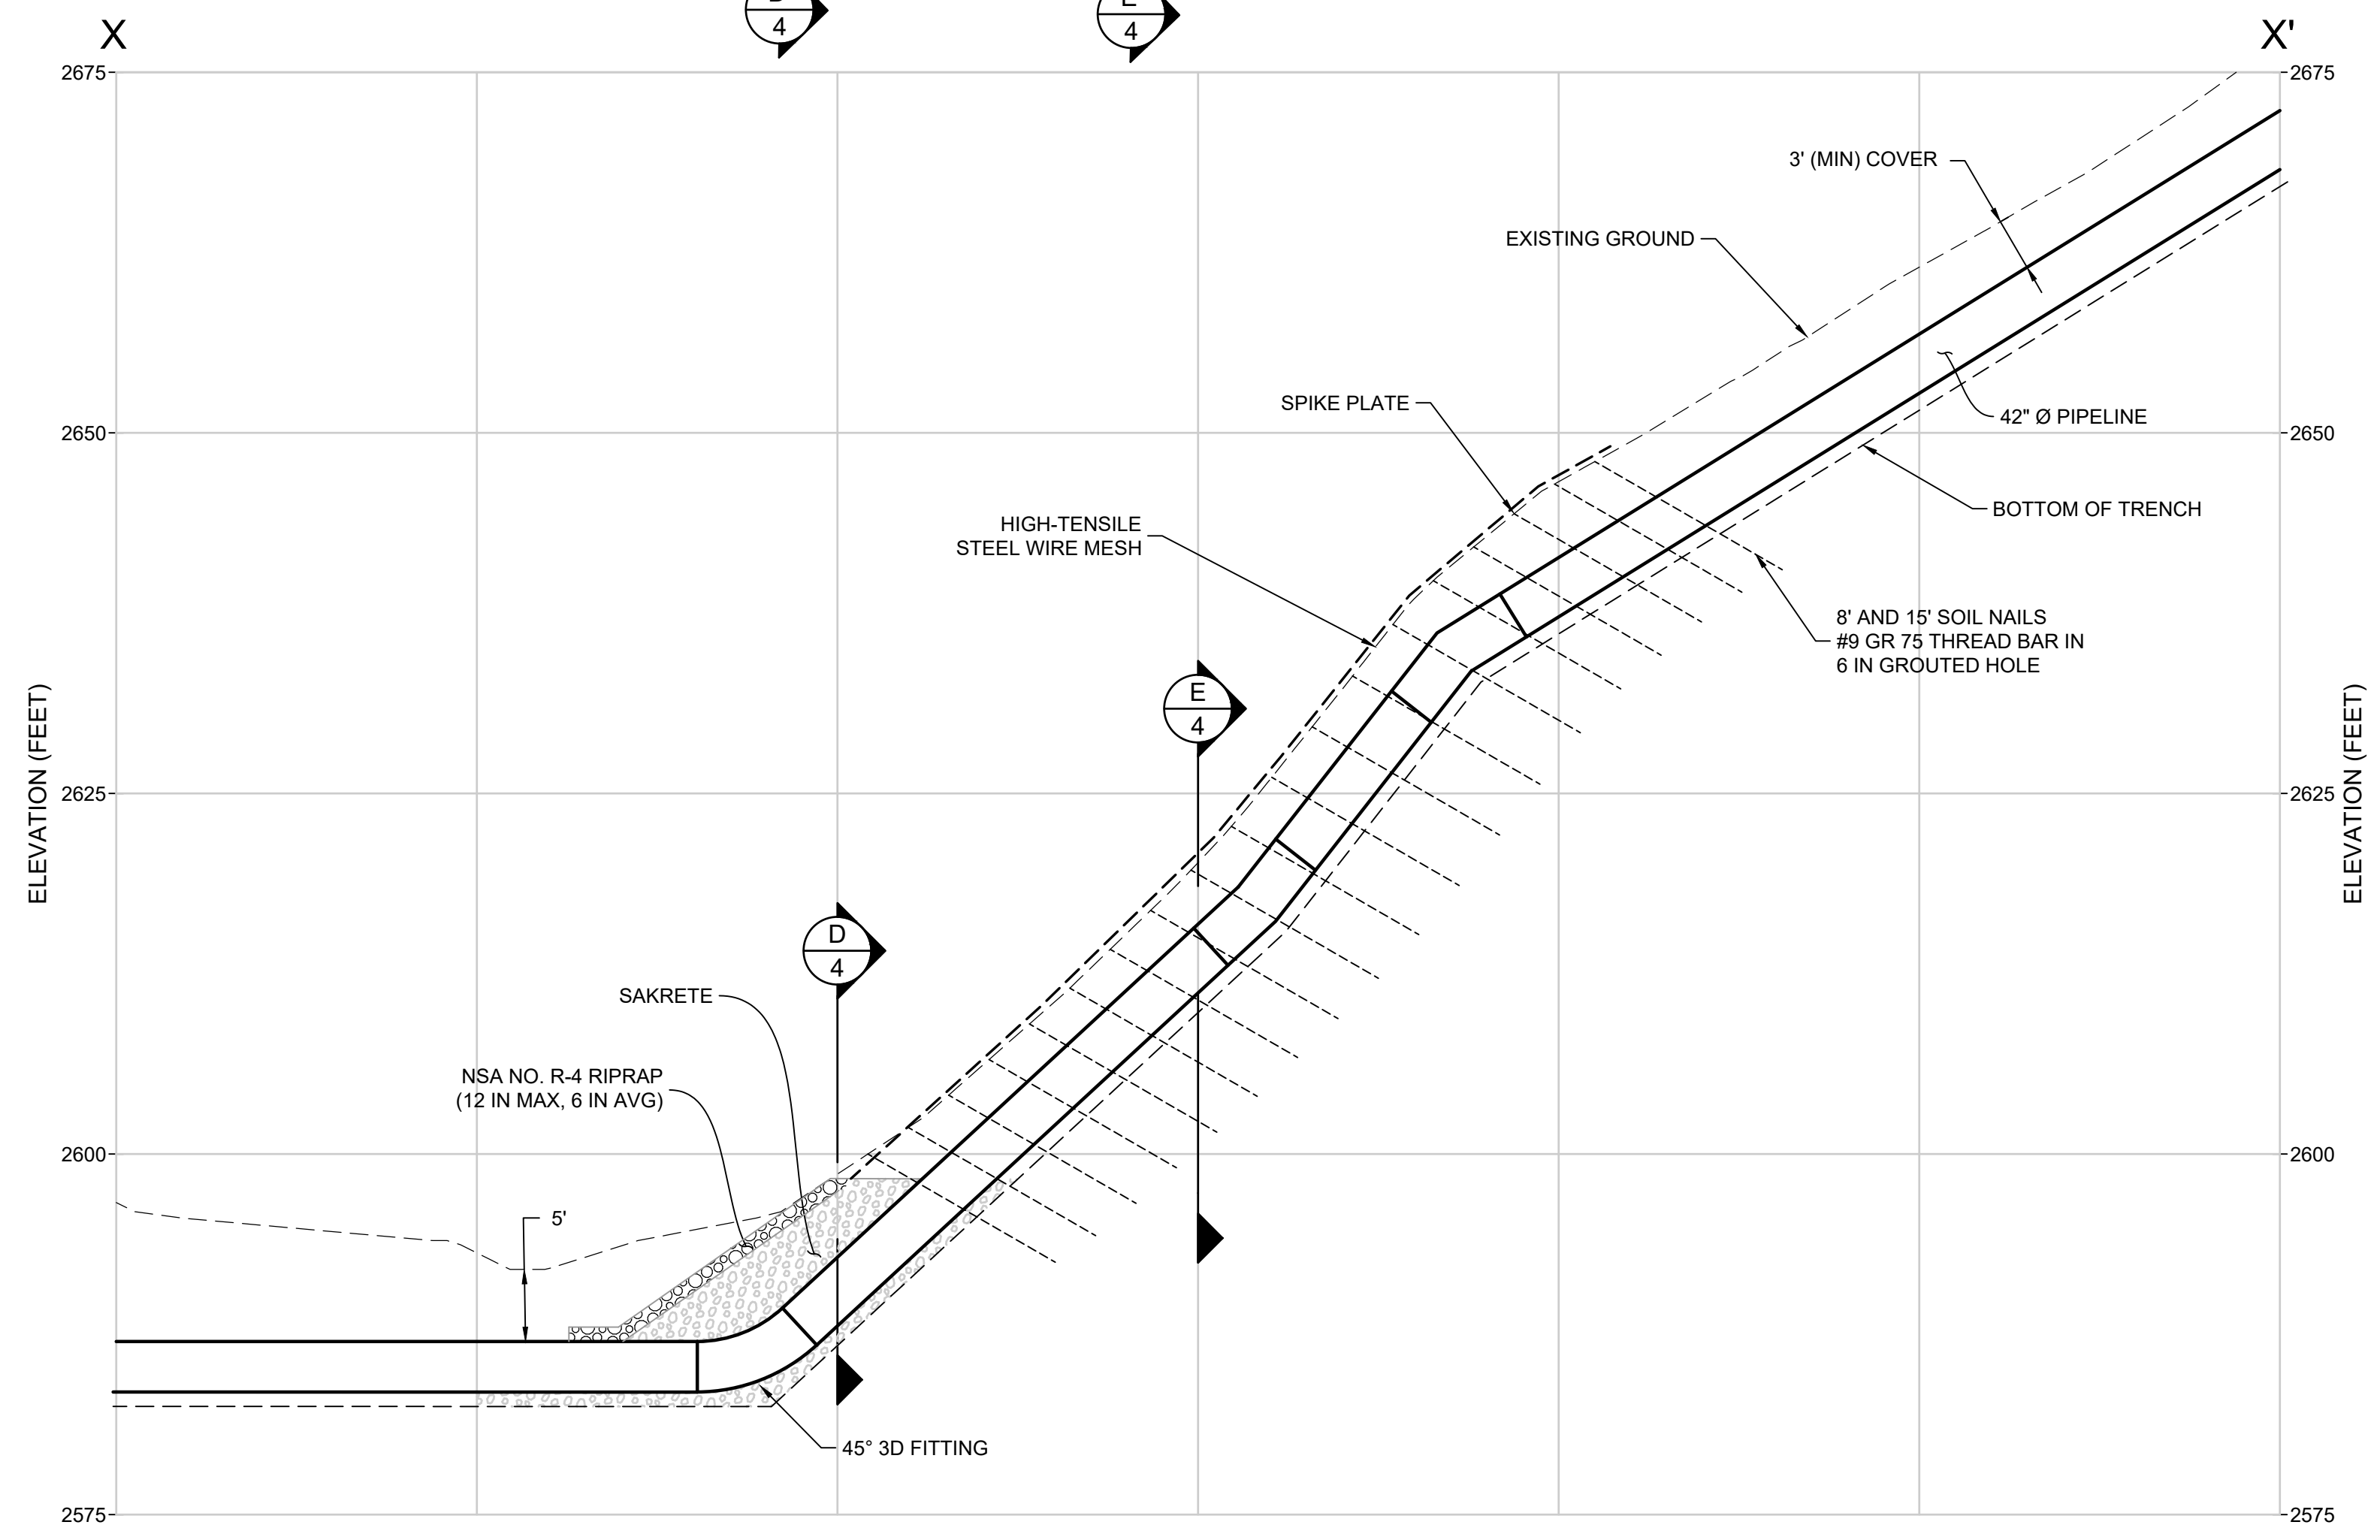 D
4
E
4
X
X'
2675
2675
3' (MIN) COVER
EXISTING GROUND
SPIKE PLATE
42" Ø PIPELINE
2650
2650
BOTTOM OF TRENCH
HIGH-TENSILE
STEEL WIRE MESH
8' AND 15' SOIL NAILS
#9 GR 75 THREAD BAR IN
6 IN GROUTED HOLE
E
4
ELEVATION (FEET)
ELEVATION (FEET)
2625
2625
D
4
SAKRETE
NSA NO. R-4 RIPRAP
(12 IN MAX, 6 IN AVG)
2600
2600
5'
45° 3D FITTING
2575
2575